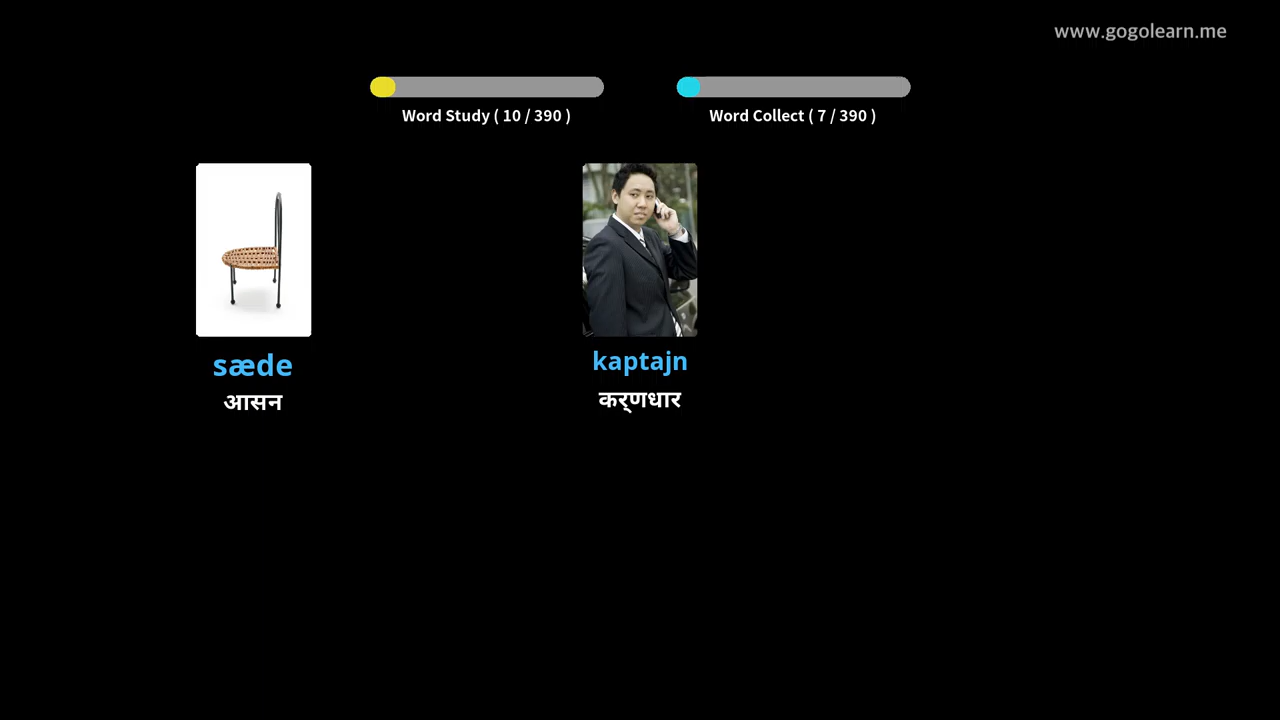 www.gogolearn.me
Word Study ( 10 / 390 )
Word Collect ( 7 / 390 )
sæde
आसन
kaptajn
कर्‌णधार